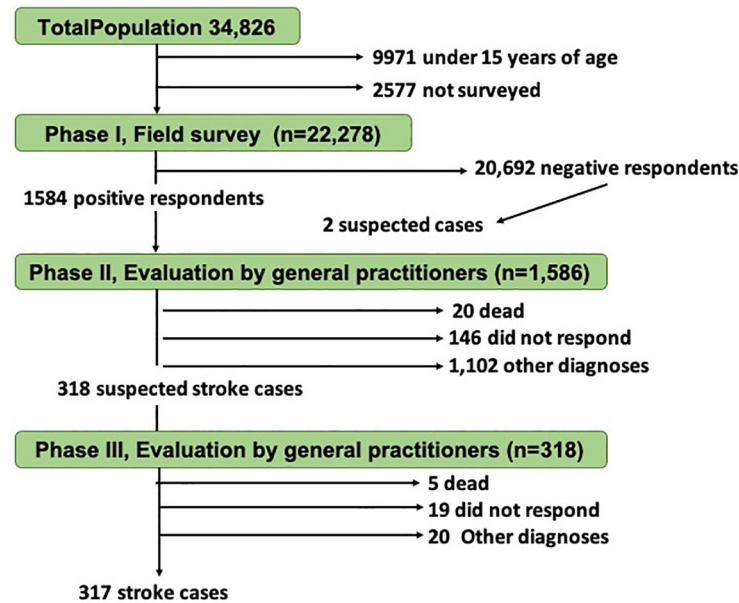 TotalPopulation 34,826
9971 under 15 years of age
2577 not surveyed
Phase I, Field survey (n=22,278)
20,692 negative respondents
1584 positive respondents
2 suspected cases
Phase II, Evaluation by general practitioners (n=1,586)
20 dead
146 did not respond
1,102 other diagnoses
318 suspected stroke cases
Phase III, Evaluation by general practitioners (n=318)
5 dead
19 did not respond
20 Other diagnoses
317 stroke cases